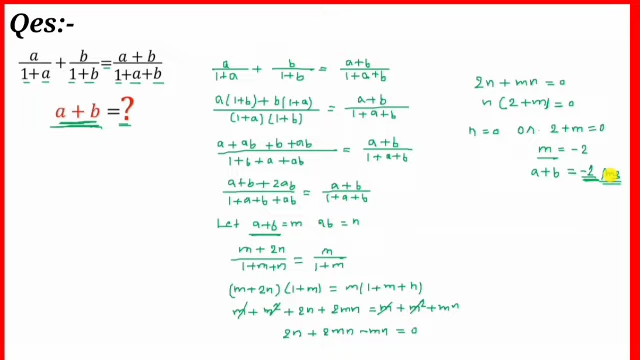 Ques:-
a/(1+a) + b/(1+b) = (a+b)/(1+a+b)
a + b = ?
a/(1+a) + b/(1+b) = (a+b)/(1+a+b)
(a(1+b)+b(1+a))/((1+a)(1+b)) = (a+b)/(1+a+b)
(a+ab+b+ab)/(1+b+a+ab) = (a+b)/(1+a+b)
(a+b+2ab)/(1+a+b+ab) = (a+b)/(1+a+b)
Let a+b=m ab=n
(m+2n)/(1+m+n) = m/(1+m)
(m+2n)(1+m) = m(1+m+n)
m+m²+2n+2mn = m+m²+mn
2n+2mn-mn=0
2n+mn=0
n(2+m)=0
n=0 or 2+m=0
m=-2
a+b=-2